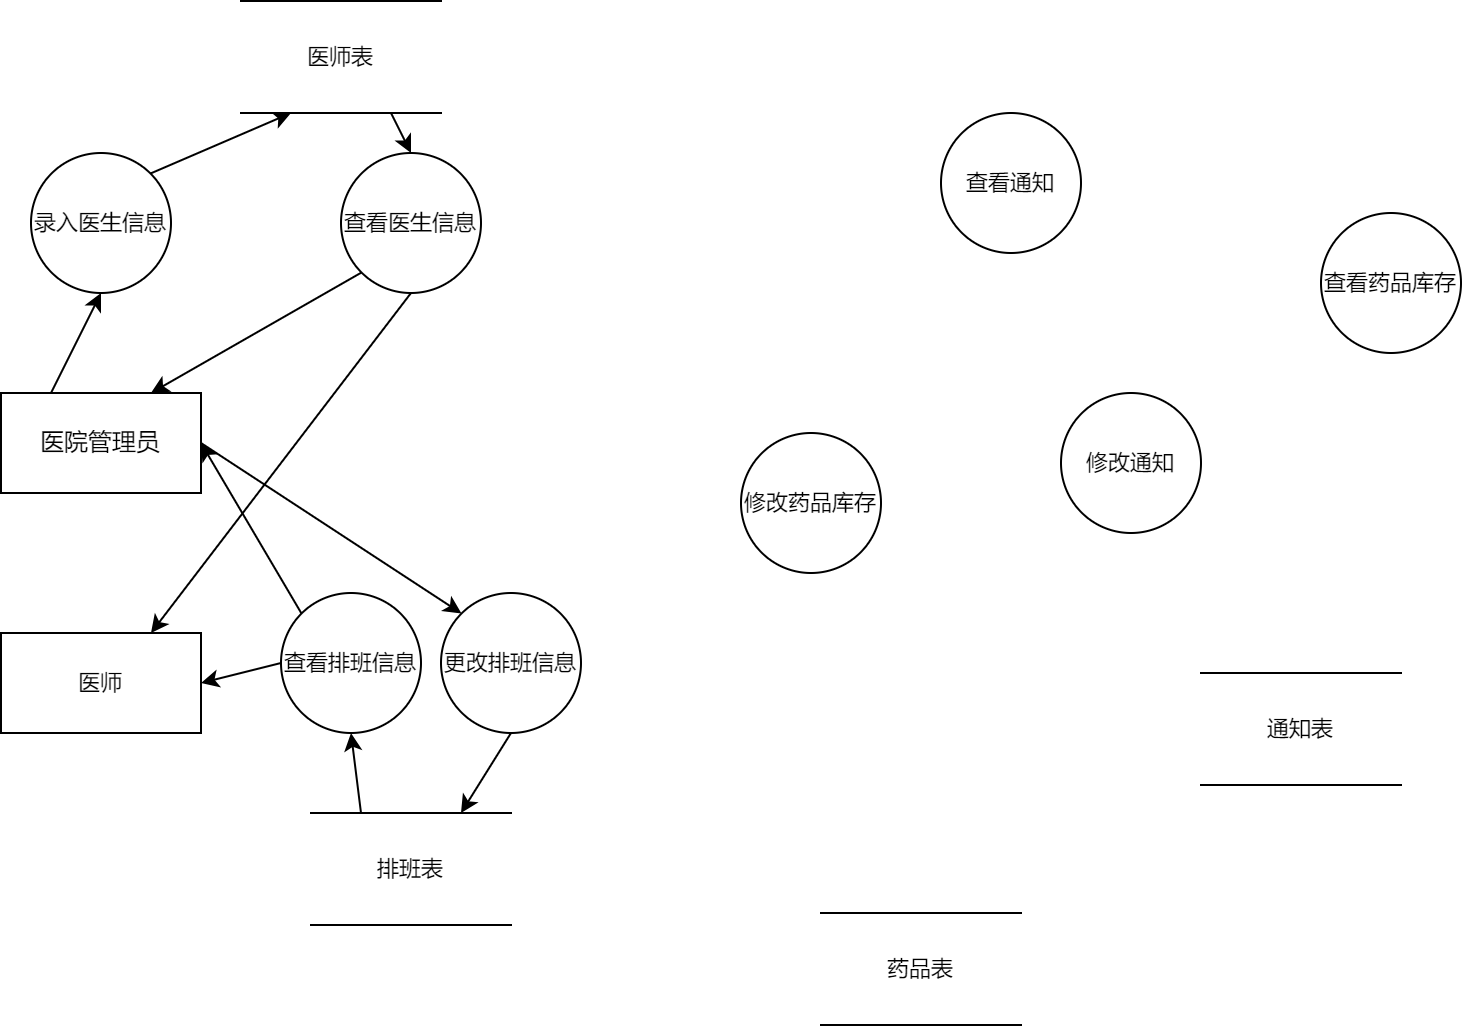 医师表
查看通知
录入医生信息
查看医生信息
查看药品库存
医院管理员
修改通知
修改药品库存
查看排班信息
更改排班信息
医师
通知表
排班表
药品表